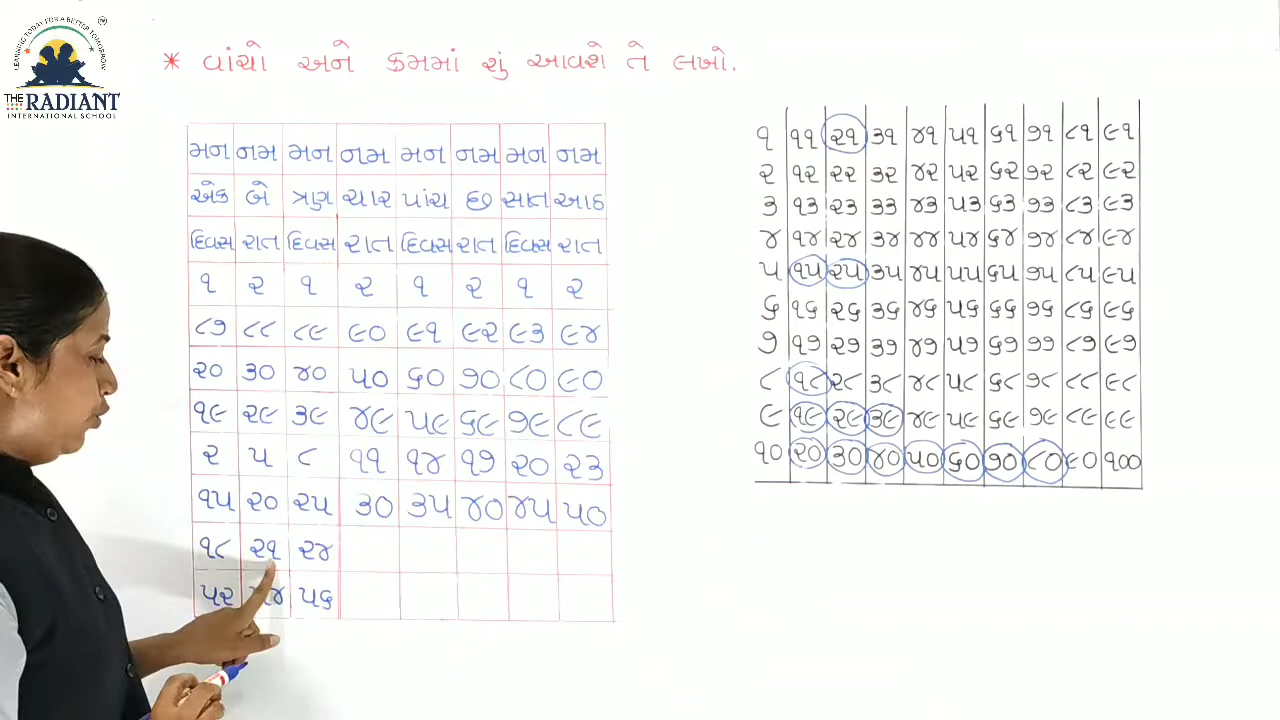 LEARNING TODAY FOR A BETTER TOMORROW
THE RADIANT
INTERNATIONAL SCHOOL
* વાંચો અને ક્રમમાં શું આવશે તે લખો.
મન નમ મન નમ મન નમ મન નમ
એક બે ત્રણ ચાર પાંચ છ સાત આઠ
દિવસ રાત દિવસ રાત દિવસ રાત દિવસ રાત
૧ ૨ ૧ ૨ ૧ ૨ ૧ ૨
૮૭ ૮૮ ૮૯ ૯૦ ૯૧ ૯૨ ૯૩ ૯૪
૨૦ ૩૦ ૪૦ ૫૦ ૬૦ ૭૦ ૮૦ ૯૦
૧૯ ૨૯ ૩૯ ૪૯ ૫૯ ૬૯ ૭૯ ૮૯
૨ ૫ ૮ ૧૧ ૧૪ ૧૭ ૨૦ ૨૩
૧૫ ૨૦ ૨૫ ૩૦ ૩૫ ૪૦ ૪૫ ૫૦
૧૮ ૨૧ ૨૪
૫૨ ૫૬
૧ ૧૧ ૨૧ ૩૧ ૪૧ ૫૧ ૬૧ ૭૧ ૮૧ ૯૧
૨ ૧૨ ૨૨ ૩૨ ૪૨ ૫૨ ૬૨ ૭૨ ૮૨ ૯૨
૩ ૧૩ ૨૩ ૩૩ ૪૩ ૫૩ ૬૩ ૭૩ ૮૩ ૯૩
૪ ૧૪ ૨૪ ૩૪ ૪૪ ૫૪ ૬૪ ૭૪ ૮૪ ૯૪
૫ ૧૫ ૨૫ ૩૫ ૪૫ ૫૫ ૬૫ ૭૫ ૮૫ ૯૫
૬ ૧૬ ૨૬ ૩૬ ૪૬ ૫૬ ૬૬ ૭૬ ૮૬ ૯૬
૭ ૧૭ ૨૭ ૩૭ ૪૭ ૫૭ ૬૭ ૭૭ ૮૭ ૯૭
૮ ૧૮ ૨૮ ૩૮ ૪૮ ૫૮ ૬૮ ૭૮ ૮૮ ૯૮
૯ ૧૯ ૨૯ ૩૯ ૪૯ ૫૯ ૬૯ ૭૯ ૮૯ ૯૯
૧૦ ૨૦ ૩૦ ૪૦ ૫૦ ૬૦ ૭૦ ૮૦ ૯૦ ૧૦૦